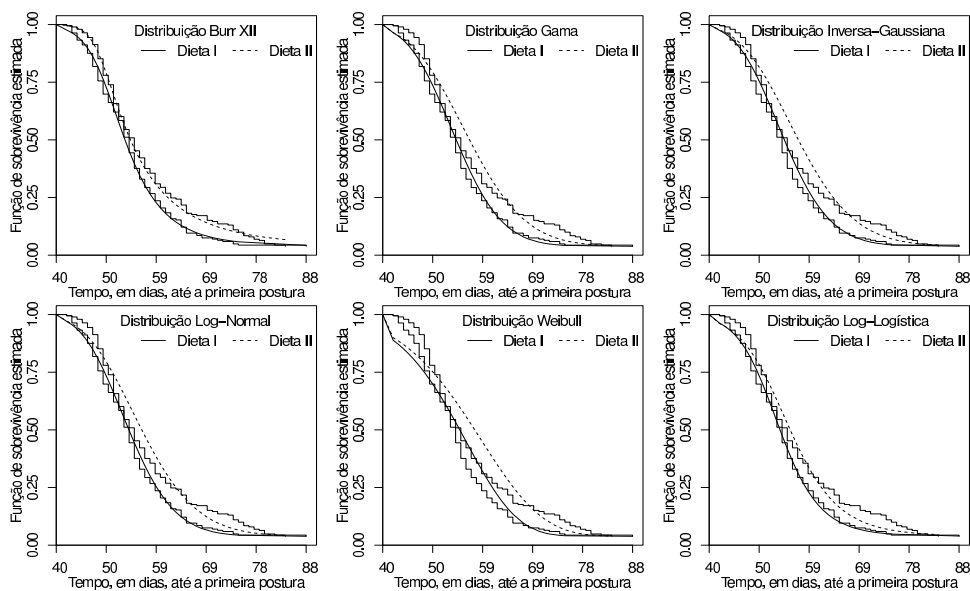 Distribuição Burr XII
Dieta I
Dieta II
Função de sobrevivência estimada
0.00 0.25 0.50 0.75 1.00
40 50 59 69 78 88
Tempo, em dias, até a primeira postura
Distribuição Gama
Dieta I
Dieta II
Função de sobrevivência estimada
0.00 0.25 0.50 0.75 1.00
40 50 59 69 78 88
Tempo, em dias, até a primeira postura
Distribuição Inversa−Gaussiana
Dieta I
Dieta II
Função de sobrevivência estimada
0.00 0.25 0.50 0.75 1.00
40 50 59 69 78 88
Tempo, em dias, até a primeira postura
Distribuição Log−Normal
Dieta I
Dieta II
Função de sobrevivência estimada
0.00 0.25 0.50 0.75 1.00
40 50 59 69 78 88
Tempo, em dias, até a primeira postura
Distribuição Weibull
Dieta I
Dieta II
Função de sobrevivência estimada
0.00 0.25 0.50 0.75 1.00
40 50 59 69 78 88
Tempo, em dias, até a primeira postura
Distribuição Log−Logística
Dieta I
Dieta II
Função de sobrevivência estimada
0.00 0.25 0.50 0.75 1.00
40 50 59 69 78 88
Tempo, em dias, até a primeira postura